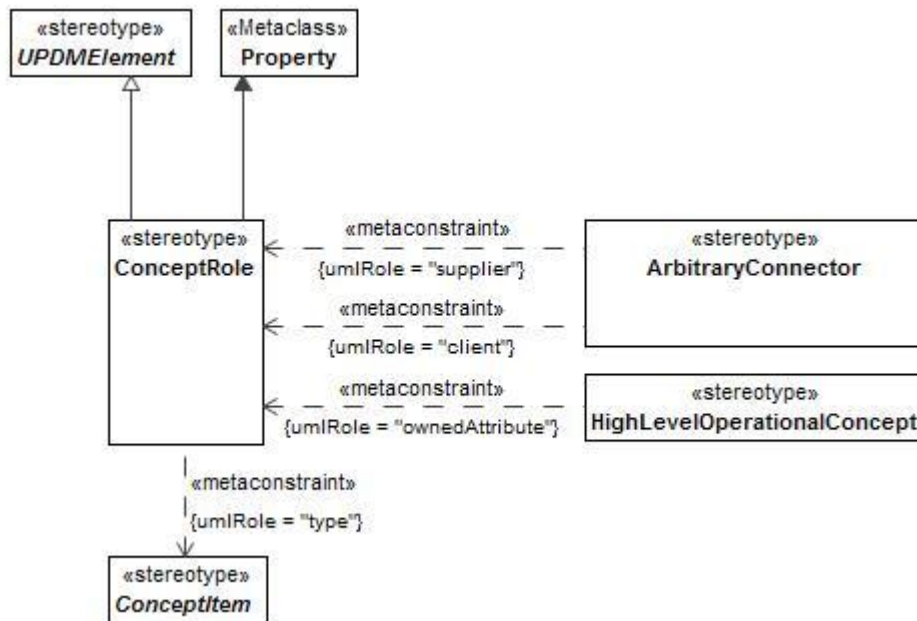 «stereotype»
UPDMElement
«Metaclass»
Property
«stereotype»
ConceptRole
«metaconstraint»
{umlRole = "supplier"}
«metaconstraint»
{umlRole = "client"}
«stereotype»
ArbitraryConnector
«metaconstraint»
{umlRole = "ownedAttribute"}
«stereotype»
HighLevelOperationalConcept
«metaconstraint»
{umlRole = "type"}
«stereotype»
ConceptItem